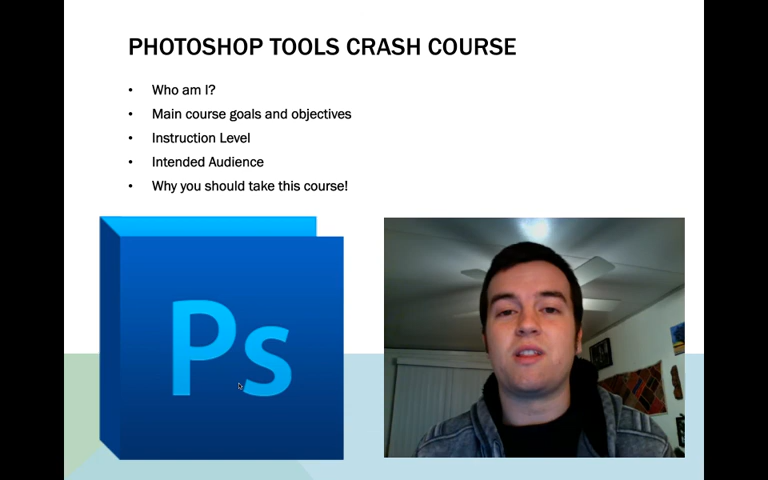 PHOTOSHOP TOOLS CRASH COURSE
• Who am I?
• Main course goals and objectives
• Instruction Level
• Intended Audience
• Why you should take this course!
Ps